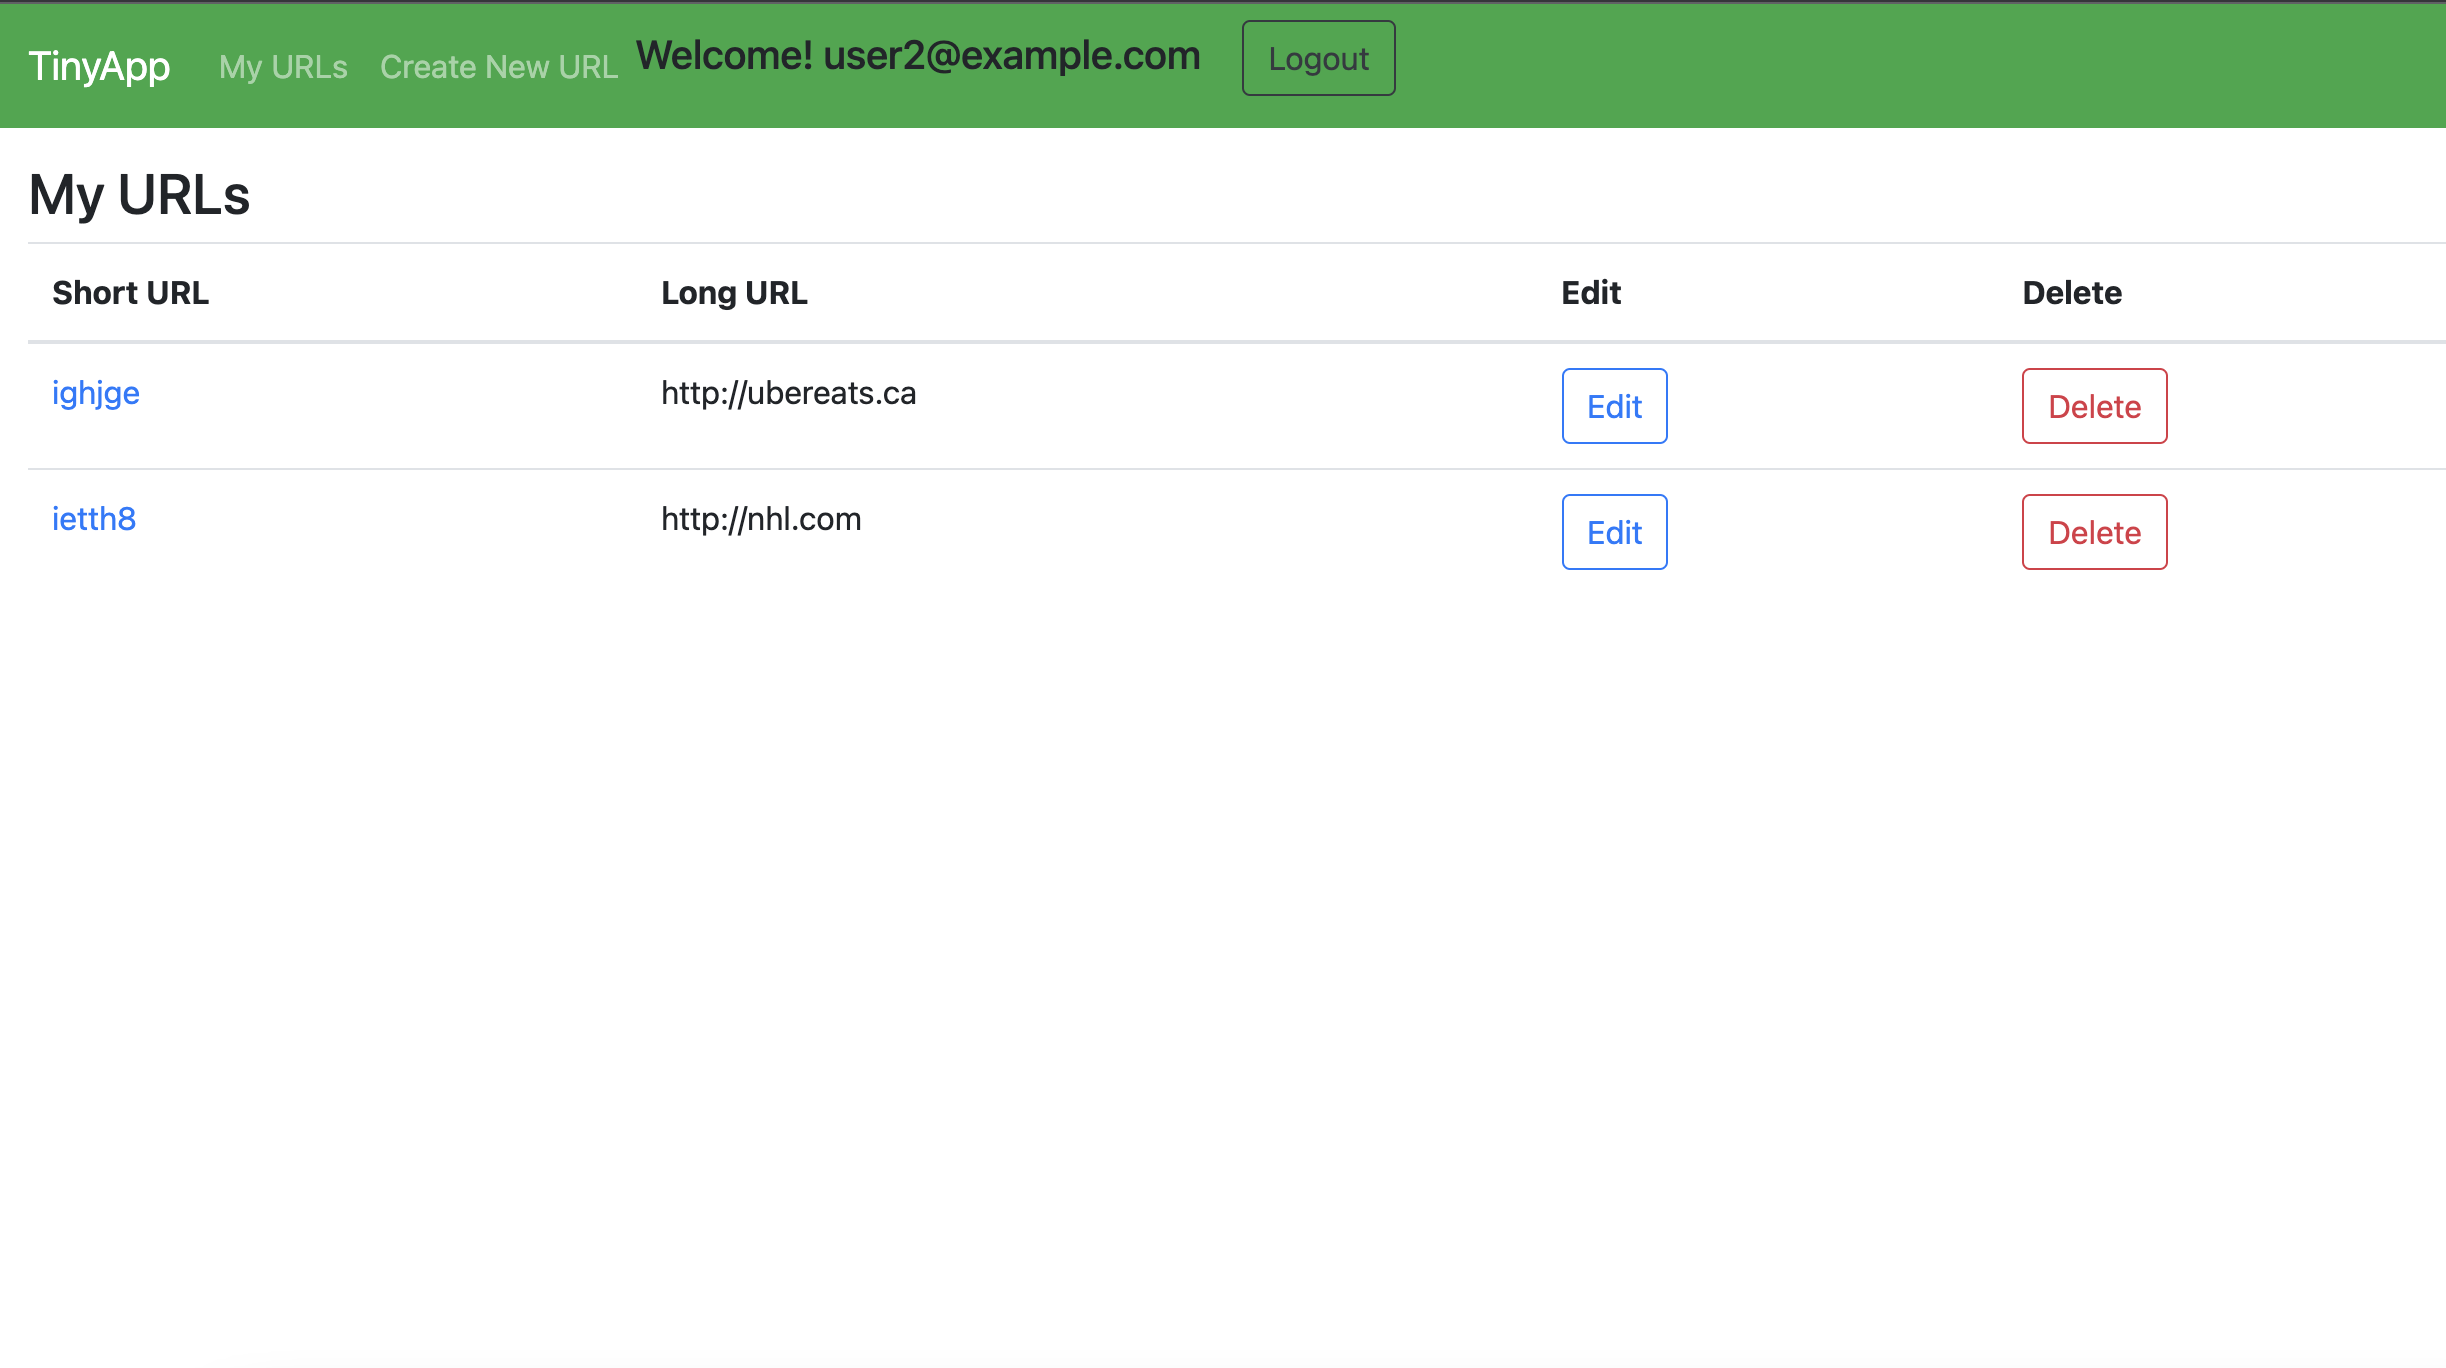 TinyApp My URLs Create New URL Welcome! user2@example.com Logout
My URLs
Short URL Long URL Edit Delete
ighjge http://ubereats.ca Edit Delete
ietth8 http://nhl.com Edit Delete